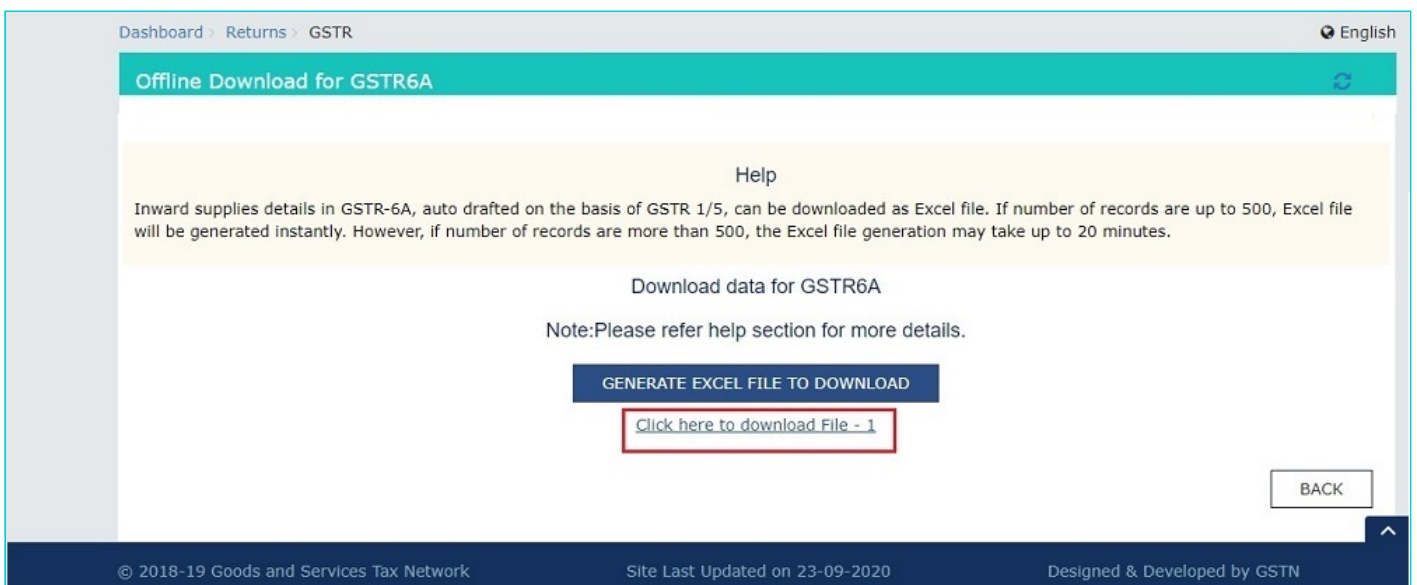 Dashboard › Returns › GSTR
English
Offline Download for GSTR6A
Help
Inward supplies details in GSTR-6A, auto drafted on the basis of GSTR 1/5, can be downloaded as Excel file. If number of records are up to 500, Excel file
will be generated instantly. However, if number of records are more than 500, the Excel file generation may take up to 20 minutes.
Download data for GSTR6A
Note:Please refer help section for more details.
GENERATE EXCEL FILE TO DOWNLOAD
Click here to download File - 1
BACK
© 2018-19 Goods and Services Tax Network
Site Last Updated on 23-09-2020
Designed & Developed by GSTN